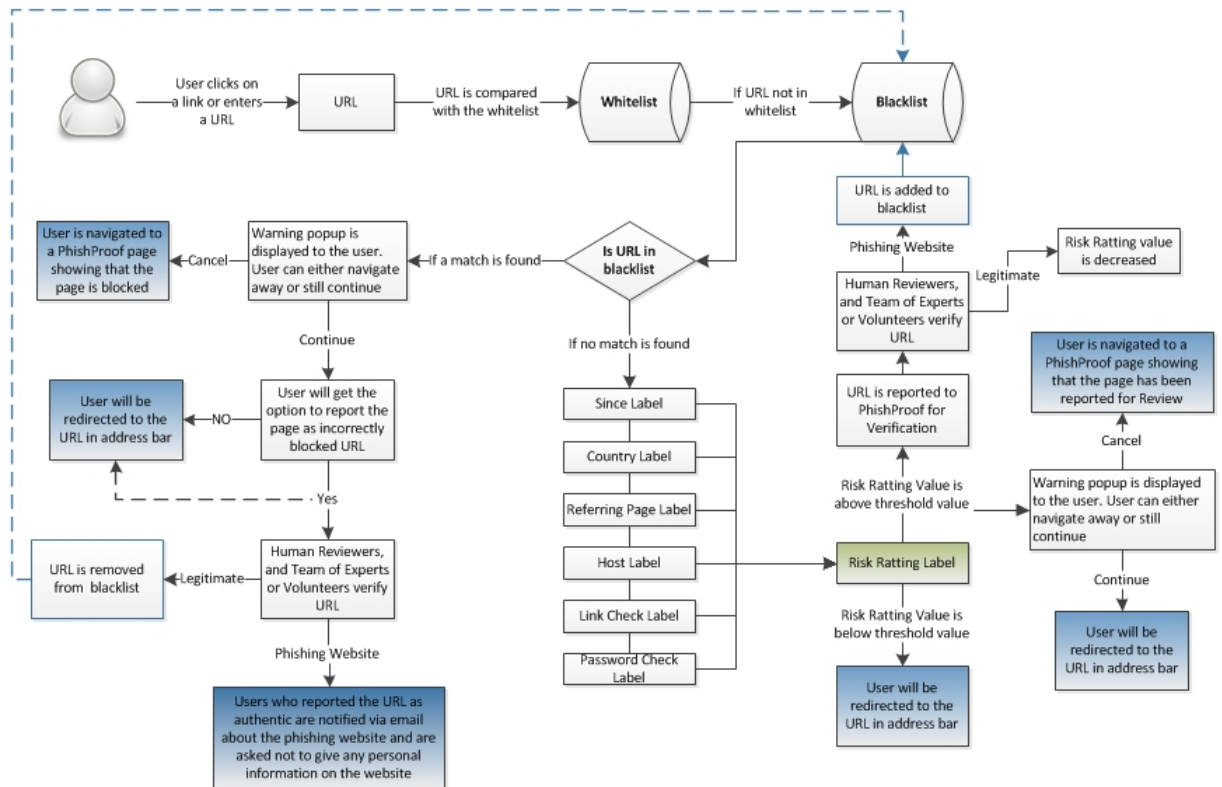 User clicks on
a link or enters
a URL
URL
URL is compared
with the whitelist
Whitelist
If URL not in
whitelist
Blacklist
URL is added to
blacklist
Phishing Website
Human Reviewers,
and Team of Experts
or Volunteers verify
URL
Legitimate
Risk Ratting value
is decreased
URL is reported to
PhishProof for
Verification
Risk Ratting Value is
above threshold value
Risk Ratting Label
Risk Ratting Value is
below threshold value
User will be
redirected to the
URL in address bar
User is navigated to a
PhishProof page showing
that the page has been
reported for Review
Cancel
Warning popup is displayed
to the user. User can either
navigate away or still
continue
Continue
User will be
redirected to the
URL in address bar
Is URL in
blacklist
If a match is found
Warning popup is
displayed to the user.
User can either navigate
away or still continue
Cancel
User is navigated to
a PhishProof page
showing that the
page is blocked
Continue
User will get the
option to report the
page as incorrectly
blocked URL
NO
User will be
redirected to the
URL in address bar
Yes
Human Reviewers,
and Team of Experts
or Volunteers verify
URL
Legitimate
URL is removed
from blacklist
Phishing Website
Users who reported the URL as
authentic are notified via email
about the phishing website and are
asked not to give any personal
information on the website
If no match is found
Since Label
Country Label
Referring Page Label
Host Label
Link Check Label
Password Check
Label